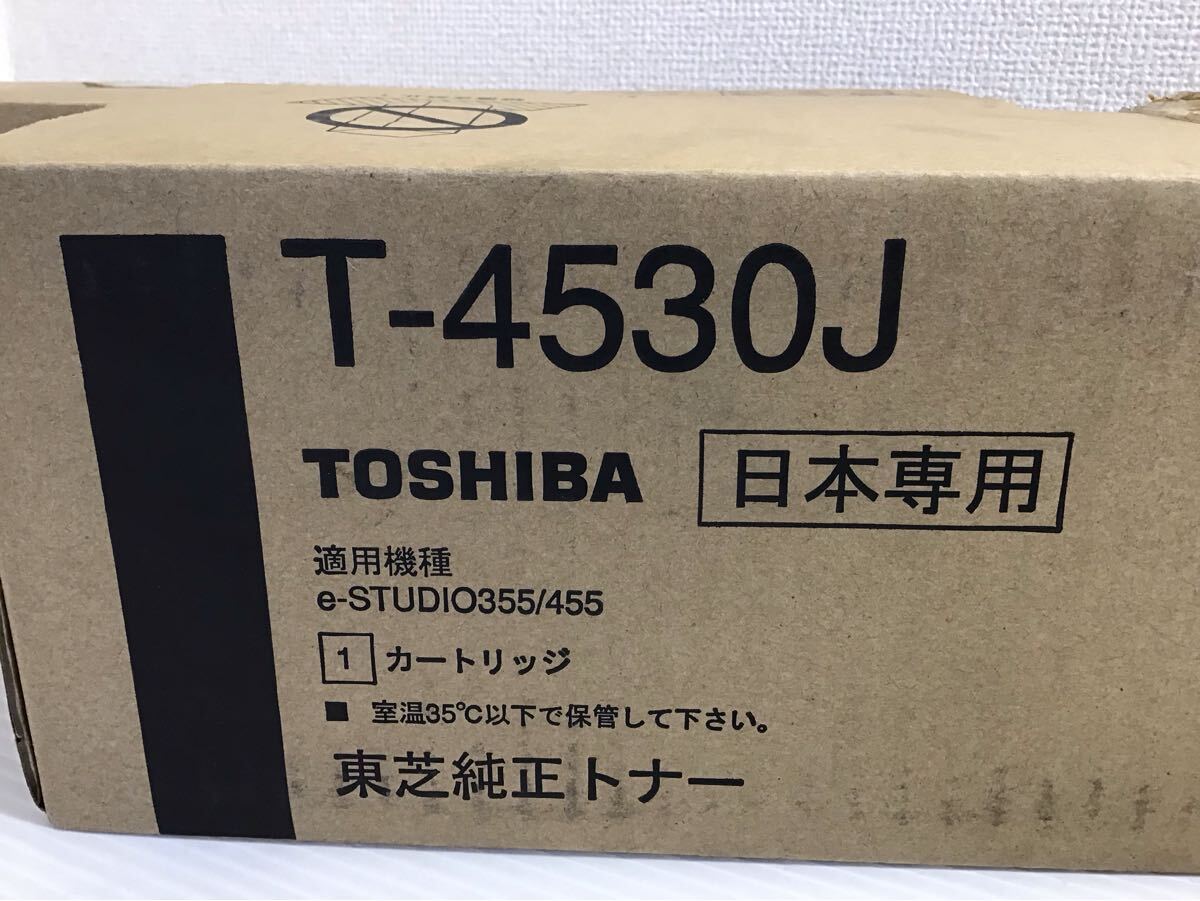 T-4530J
TOSHIBA 日本専用
適用機種
e-STUDIO355/455
1 カートリッジ
■ 室温35℃以下で保管して下さい。
東芝純正トナー